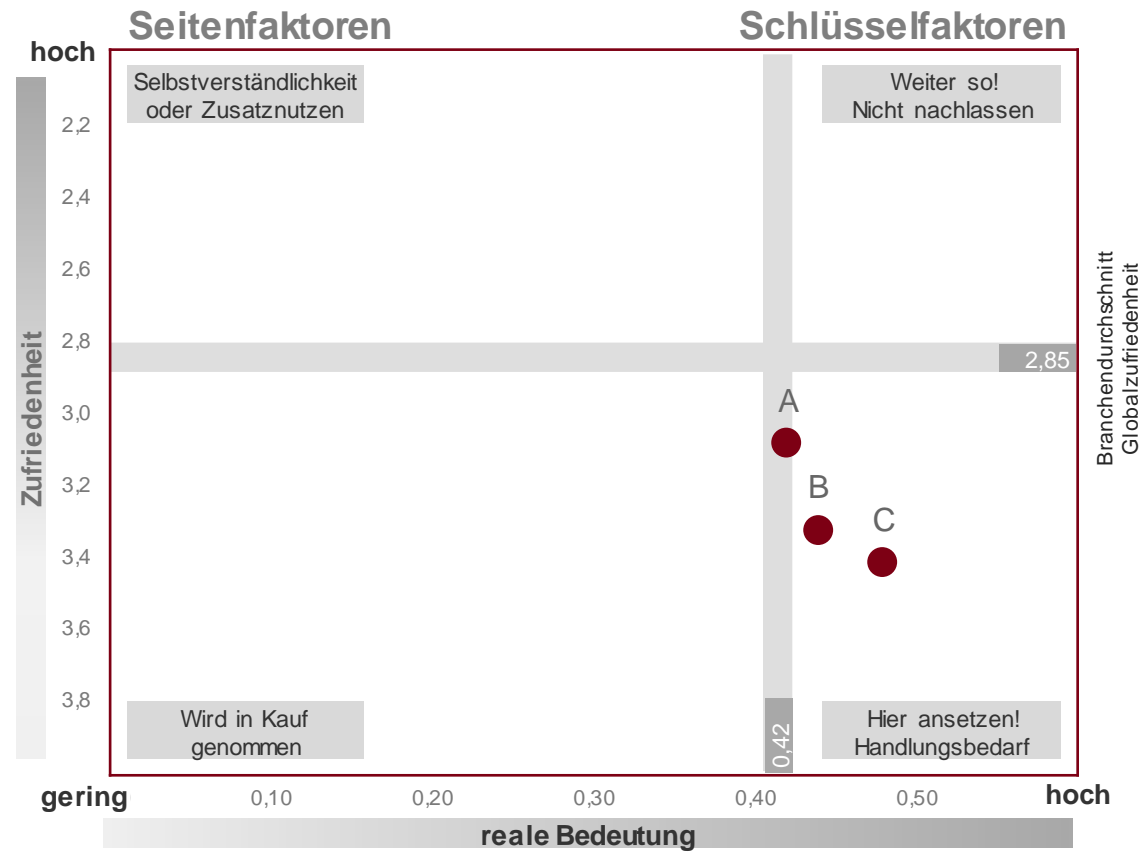 Seitenfaktoren
Schlüsselfaktoren
hoch
Selbstverständlichkeit
oder Zusatznutzen
Weiter so!
Nicht nachlassen
2,2
2,4
2,6
2,8
3,0
3,2
3,4
3,6
3,8
Zufriedenheit
2,85
Branchendurchschnitt
Globalzufriedenheit
A
B
C
Wird in Kauf
genommen
0,42
Hier ansetzen!
Handlungsbedarf
gering
0,10
0,20
0,30
0,40
0,50
hoch
reale Bedeutung